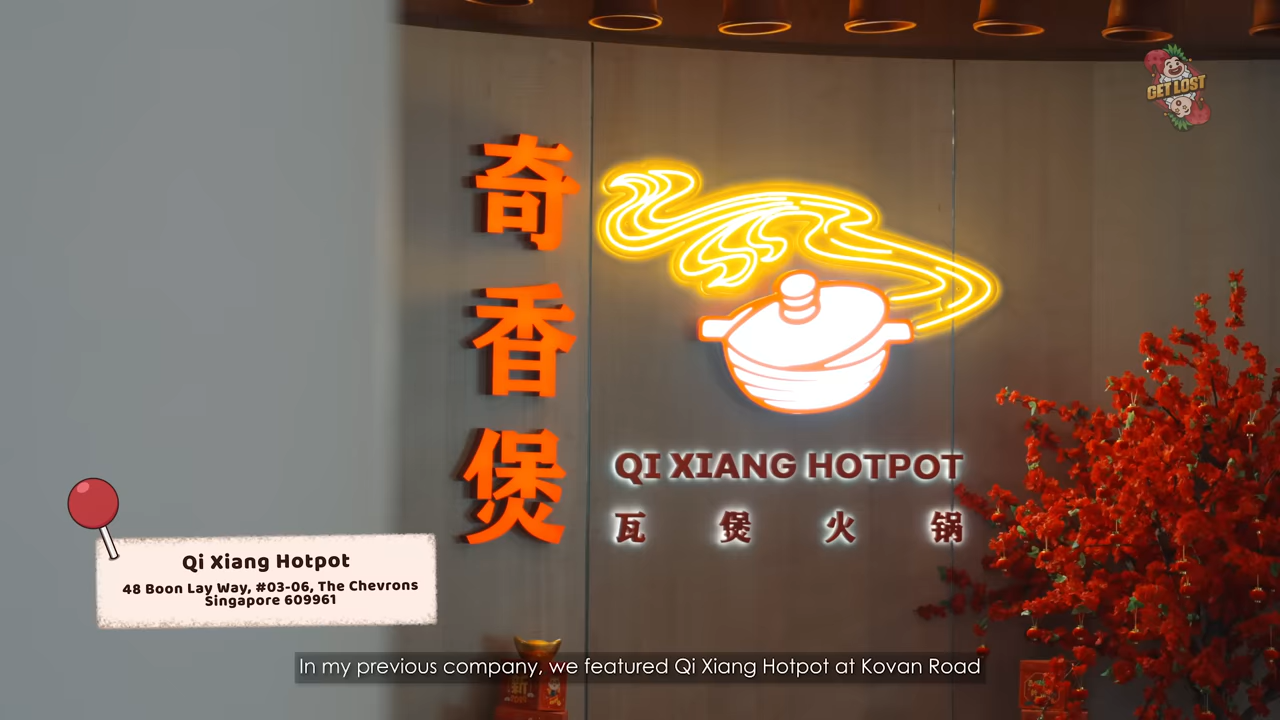 GET LOST
奇
香
煲
QI XIANG HOTPOT
瓦煲火锅
Qi Xiang Hotpot
48 Boon Lay Way, #03-06, The Chevrons
Singapore 609961
In my previous company, we featured Qi Xiang Hotpot at Kovan Road